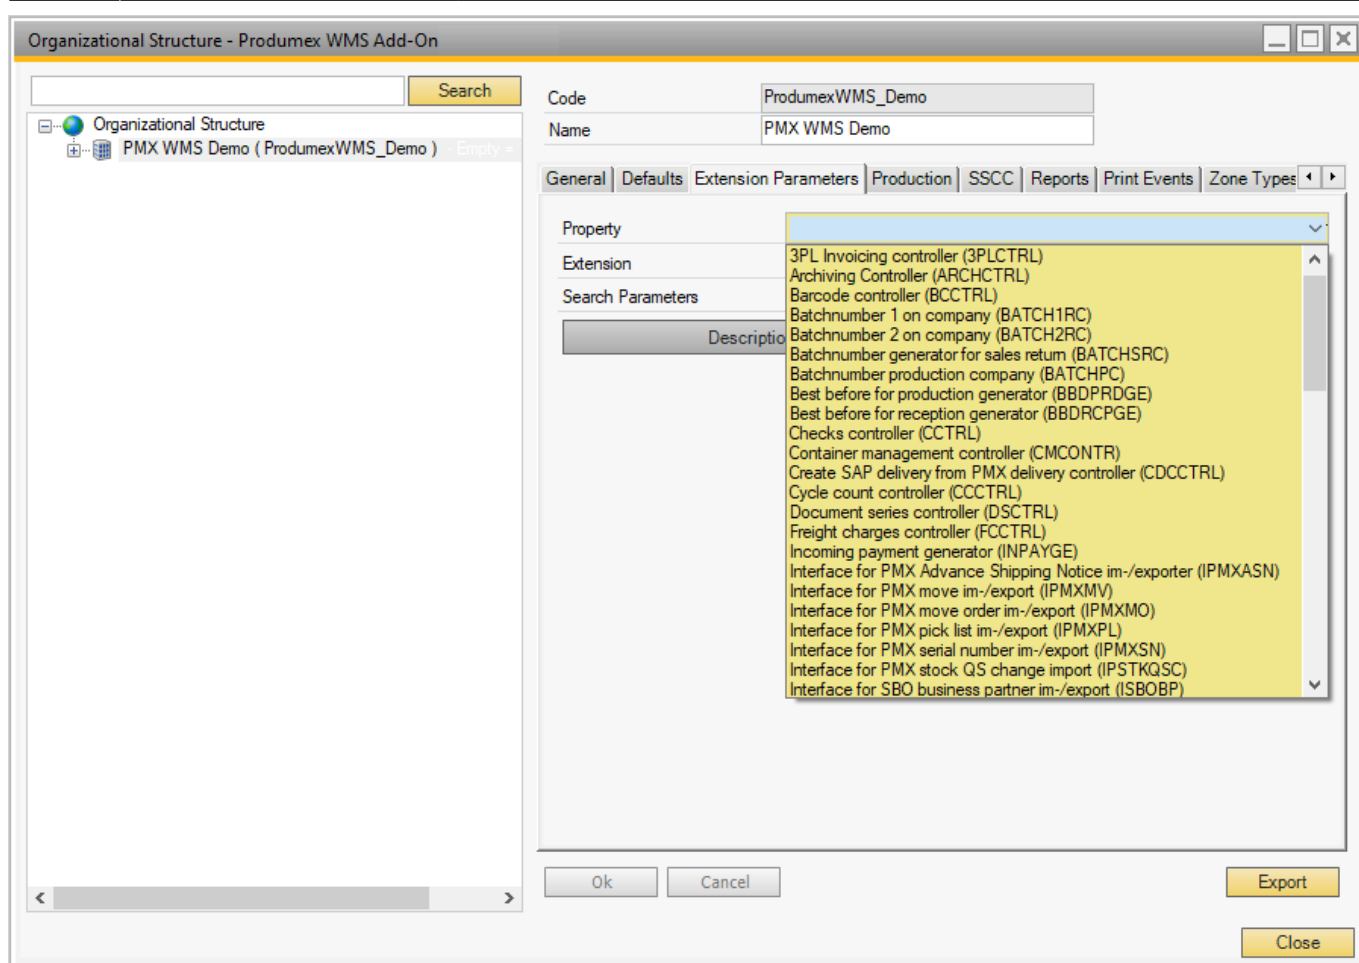 Organizational Structure - Produmex WMS Add-On
Search
Organizational Structure
PMX WMS Demo ( ProdumexWMS_Demo ) - Empty =
Code ProdumexWMS_Demo
Name PMX WMS Demo
General Defaults Extension Parameters Production SSCC Reports Print Events Zone Types
Property
Extension
Search Parameters
Descriptio
3PL Invoicing controller (3PLCTRL)
Archiving Controller (ARCHCTRL)
Barcode controller (BCCTRL)
Batchnumber 1 on company (BATCH1RC)
Batchnumber 2 on company (BATCH2RC)
Batchnumber generator for sales return (BATCHSRC)
Batchnumber production company (BATCHPC)
Best before for production generator (BBDPRDGE)
Best before for reception generator (BBDRCPGE)
Checks controller (CCTRL)
Container management controller (CMCONTR)
Create SAP delivery from PMX delivery controller (CDCCTRL)
Cycle count controller (CCCTRL)
Document series controller (DSCTRL)
Freight charges controller (FCCTRL)
Incoming payment generator (INPAYGE)
Interface for PMX Advance Shipping Notice im-/exporter (IPMXASN)
Interface for PMX move im-/export (IPMXMV)
Interface for PMX move order im-/export (IPMXMO)
Interface for PMX pick list im-/export (IPMXPL)
Interface for PMX serial number im-/export (IPMXSN)
Interface for PMX stock QS change import (IPSTKQSC)
Interface for SBO business partner im-/export (ISBOBP)
Ok Cancel Export
Close